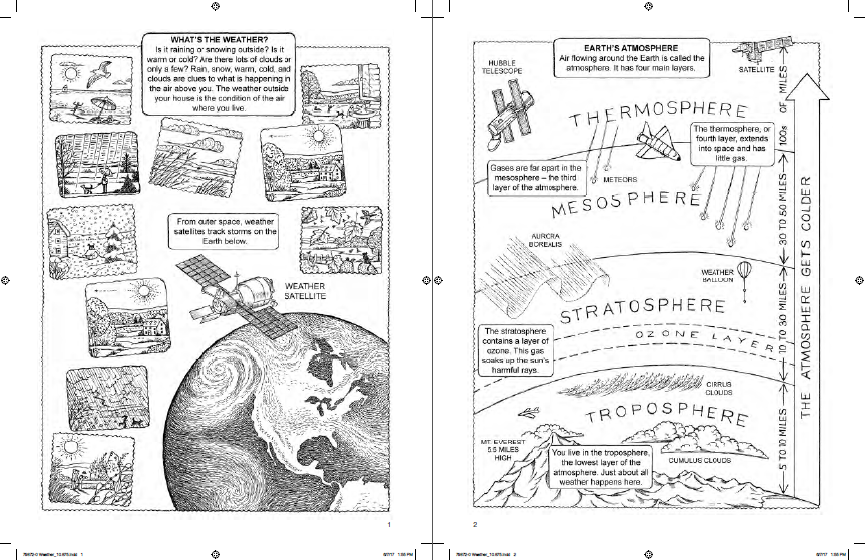 WHAT'S THE WEATHER?
Is it raining or snowing outside? Is it
warm or cold? Are there lots of clouds or
only a few? Rain, snow, warm, cold, and
clouds are clues to what is happening in
the air above you. The weather outside
your house is the condition of the air
where you live.
From outer space, weather
satellites track storms on the
Earth below.
WEATHER
SATELLITE
1
EARTH'S ATMOSPHERE
Air flowing around the Earth is called the
atmosphere. It has four main layers.
HUBBLE
TELESCOPE
SATELLITE
THERMOSPHERE
The thermosphere, or
fourth layer, extends
into space and has
little gas.
Gases are far apart in the
mesosphere – the third
layer of the atmosphere.
METEORS
MESOSPHERE
AURORA
BOREALIS
WEATHER
BALLOON
STRATOSPHERE
OZONE LAYER
The stratosphere
contains a layer of
ozone. This gas
soaks up the sun's
harmful rays.
CIRRUS
CLOUDS
TROPOSPHERE
MT. EVEREST
5.5 MILES
HIGH
CUMULUS CLOUDS
You live in the troposphere,
the lowest layer of the
atmosphere. Just about all
weather happens here.
100s OF MILES
30 TO 50 MILES
10 TO 30 MILES
5 TO 10 MILES
THE ATMOSPHERE GETS COLDER
2